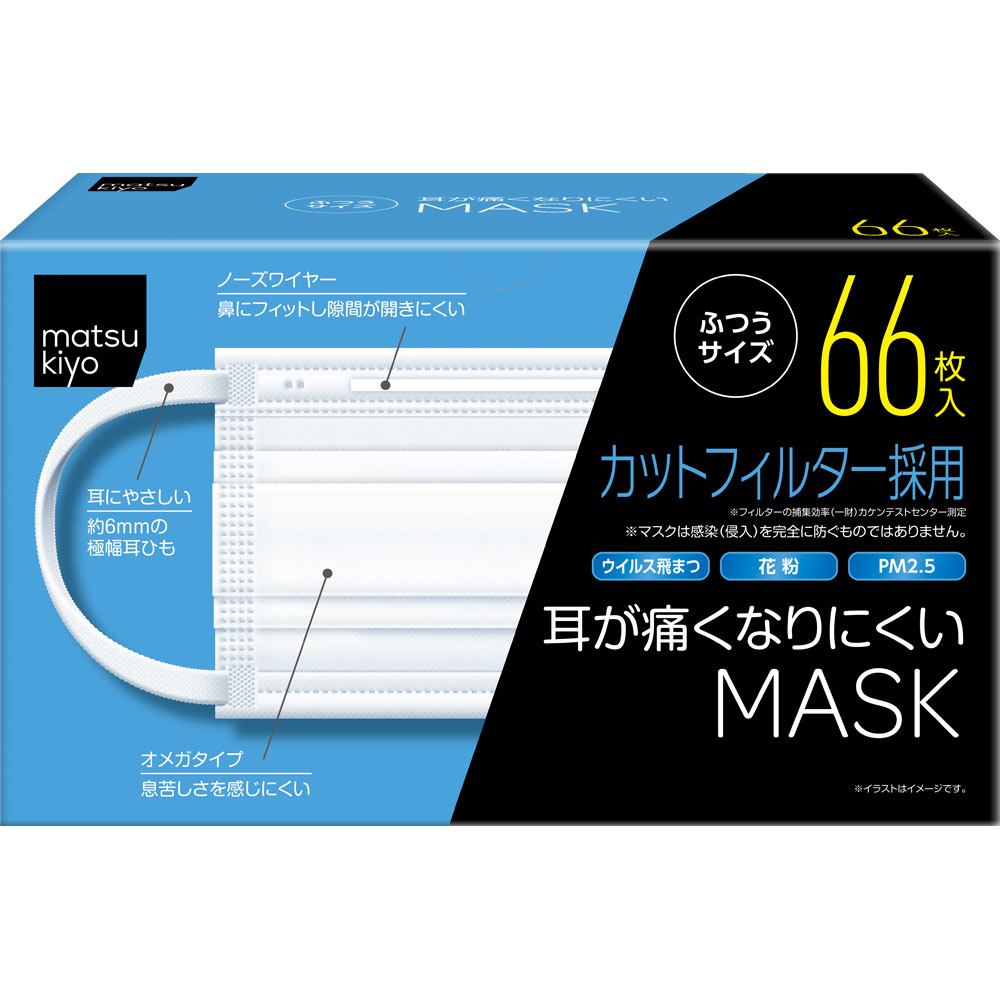 matsu
kiyo
ふつう
サイズ
耳が痛くなりにくい
MASK
66枚入
matsu
kiyo
ノーズワイヤー
鼻にフィットし隙間が開きにくい
耳にやさしい
約6mmの
極幅耳ひも
オメガタイプ
息苦しさを感じにくい
ふつう
サイズ
66枚入
カットフィルター採用
※フィルターの捕集効率(一財)カケンテストセンター測定
※マスクは感染(侵入)を完全に防ぐものではありません。
ウイルス飛まつ
花粉
PM2.5
耳が痛くなりにくい
MASK
※イラストはイメージです。